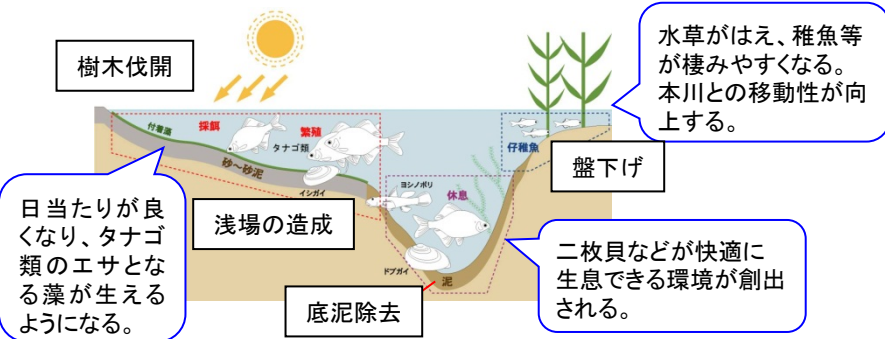 樹木伐開
水草がはえ、稚魚等
が棲みやすくなる。
本川との移動性が向
上する。
付着藻
採餌
繁殖
タナゴ類
仔稚魚
砂~砂泥
イシガイ
ヨシノボリ
休息
盤下げ
日当たりが良
くなり、タナゴ
類のエサとな
る藻が生える
ようになる。
浅場の造成
ドブガイ
泥
底泥除去
二枚貝などが快適に
生息できる環境が創出
される。